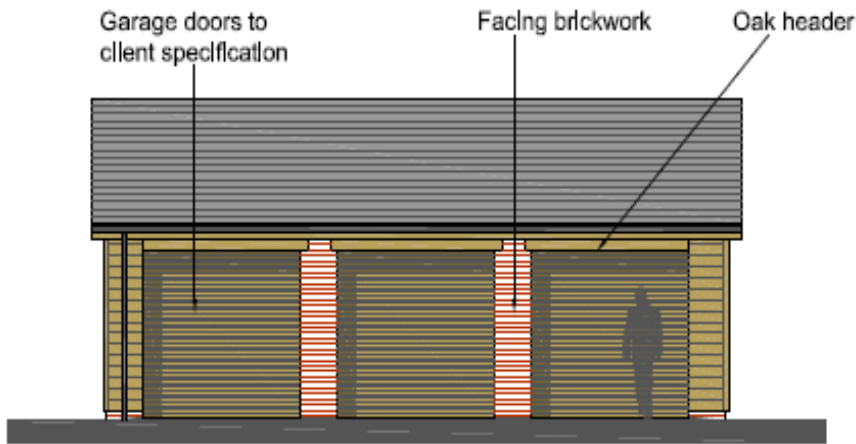 Garage doors to
client specification
Facing brickwork
Oak header